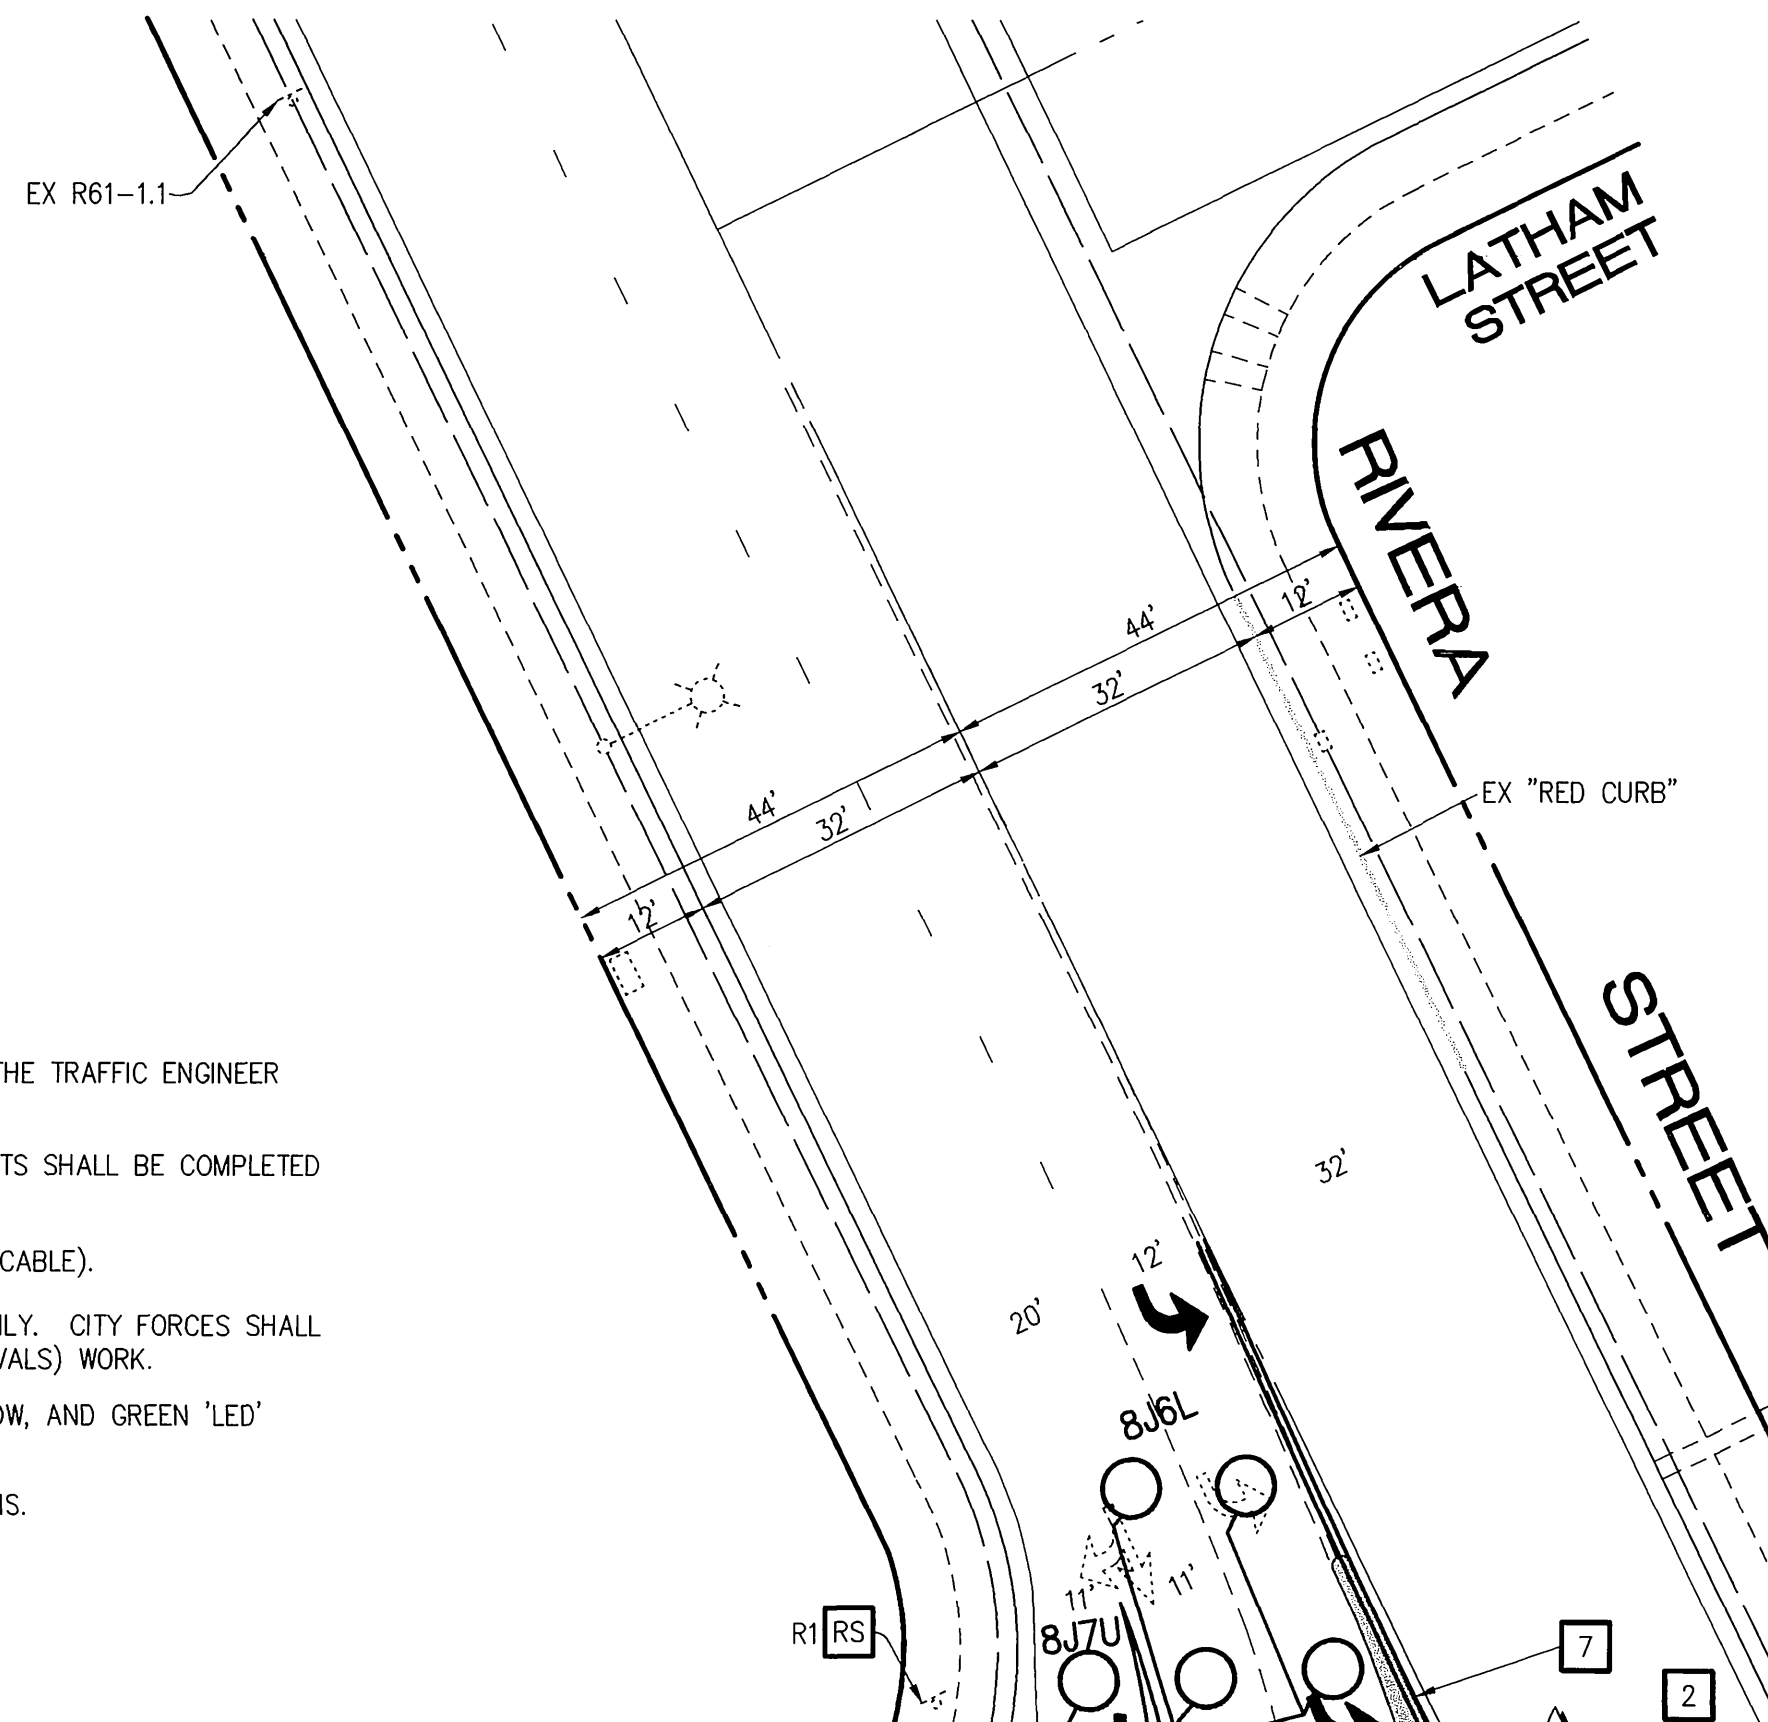 EX R61-1.1
LATHAM
STREET
RIVERA
STREET
44'
12'
32'
44'
32'
12'
EX "RED CURB"
THE TRAFFIC ENGINEER
TS SHALL BE COMPLETED
CABLE).
CITY FORCES SHALL
VALS) WORK.
OW, AND GREEN 'LED'
NS.
32'
12'
20'
8J6L
11'
11'
8J7U
R1 RS
7
2